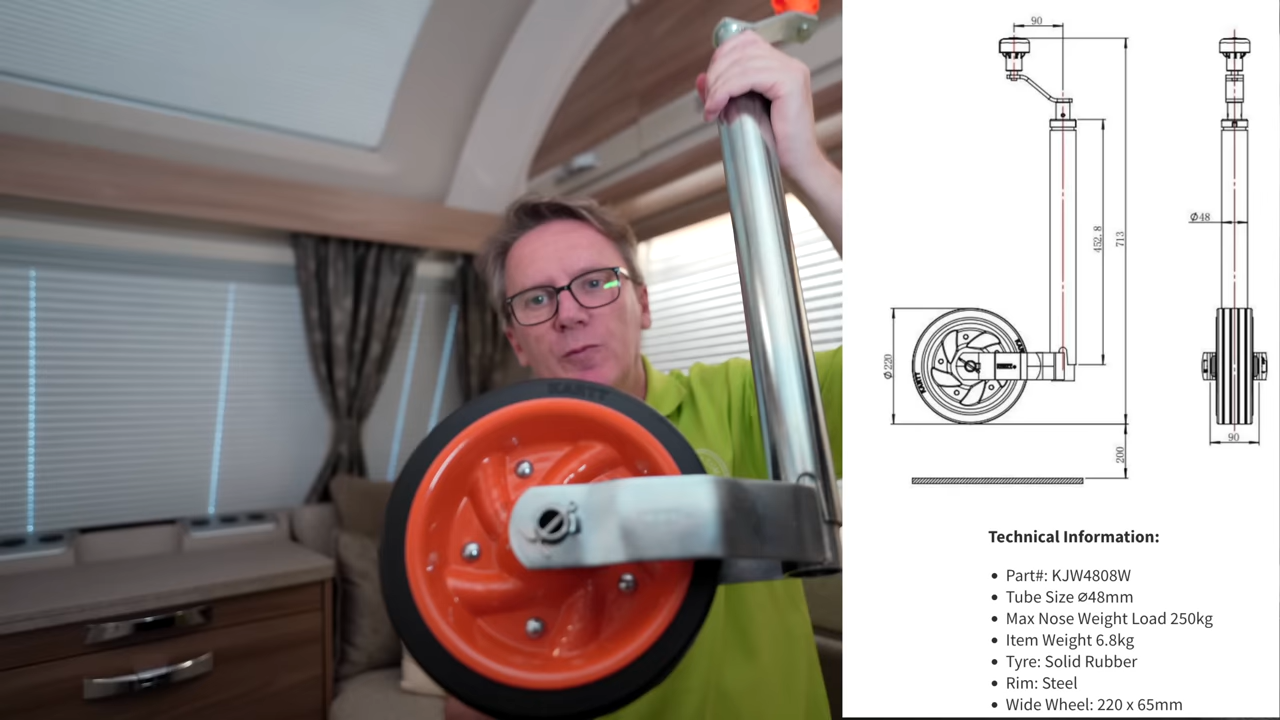 90
452.8
713
Ø48
Ø220
90
200
Technical Information:
Part#: KJW4808W
Tube Size ⌀48mm
Max Nose Weight Load 250kg
Item Weight 6.8kg
Tyre: Solid Rubber
Rim: Steel
Wide Wheel: 220 x 65mm